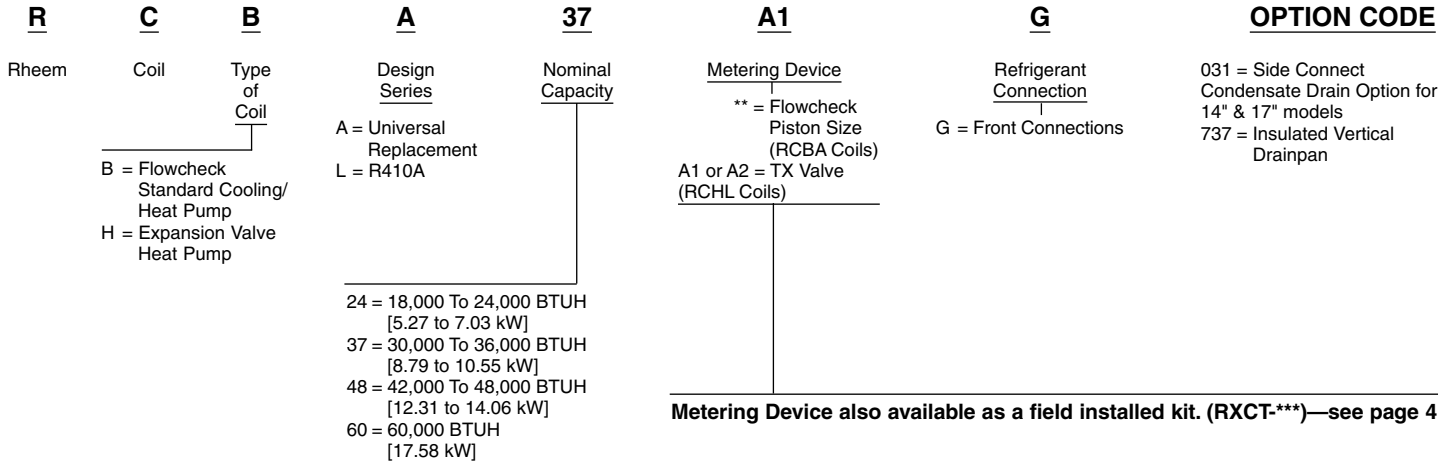 R C B A 37 A1 G OPTION CODE
Rheem
Coil
Type
of
Coil
B = Flowcheck
Standard Cooling/
Heat Pump
H = Expansion Valve
Heat Pump
Design
Series
A = Universal
Replacement
L = R410A
Nominal
Capacity
24 = 18,000 To 24,000 BTUH
[5.27 to 7.03 kW]
37 = 30,000 To 36,000 BTUH
[8.79 to 10.55 kW]
48 = 42,000 To 48,000 BTUH
[12.31 to 14.06 kW]
60 = 60,000 BTUH
[17.58 kW]
Metering Device
** = Flowcheck
Piston Size
(RCBA Coils)
A1 or A2 = TX Valve
(RCHL Coils)
Refrigerant
Connection
G = Front Connections
031 = Side Connect
Condensate Drain Option for
14" & 17" models
737 = Insulated Vertical
Drainpan
Metering Device also available as a field installed kit. (RXCT-***)—see page 4